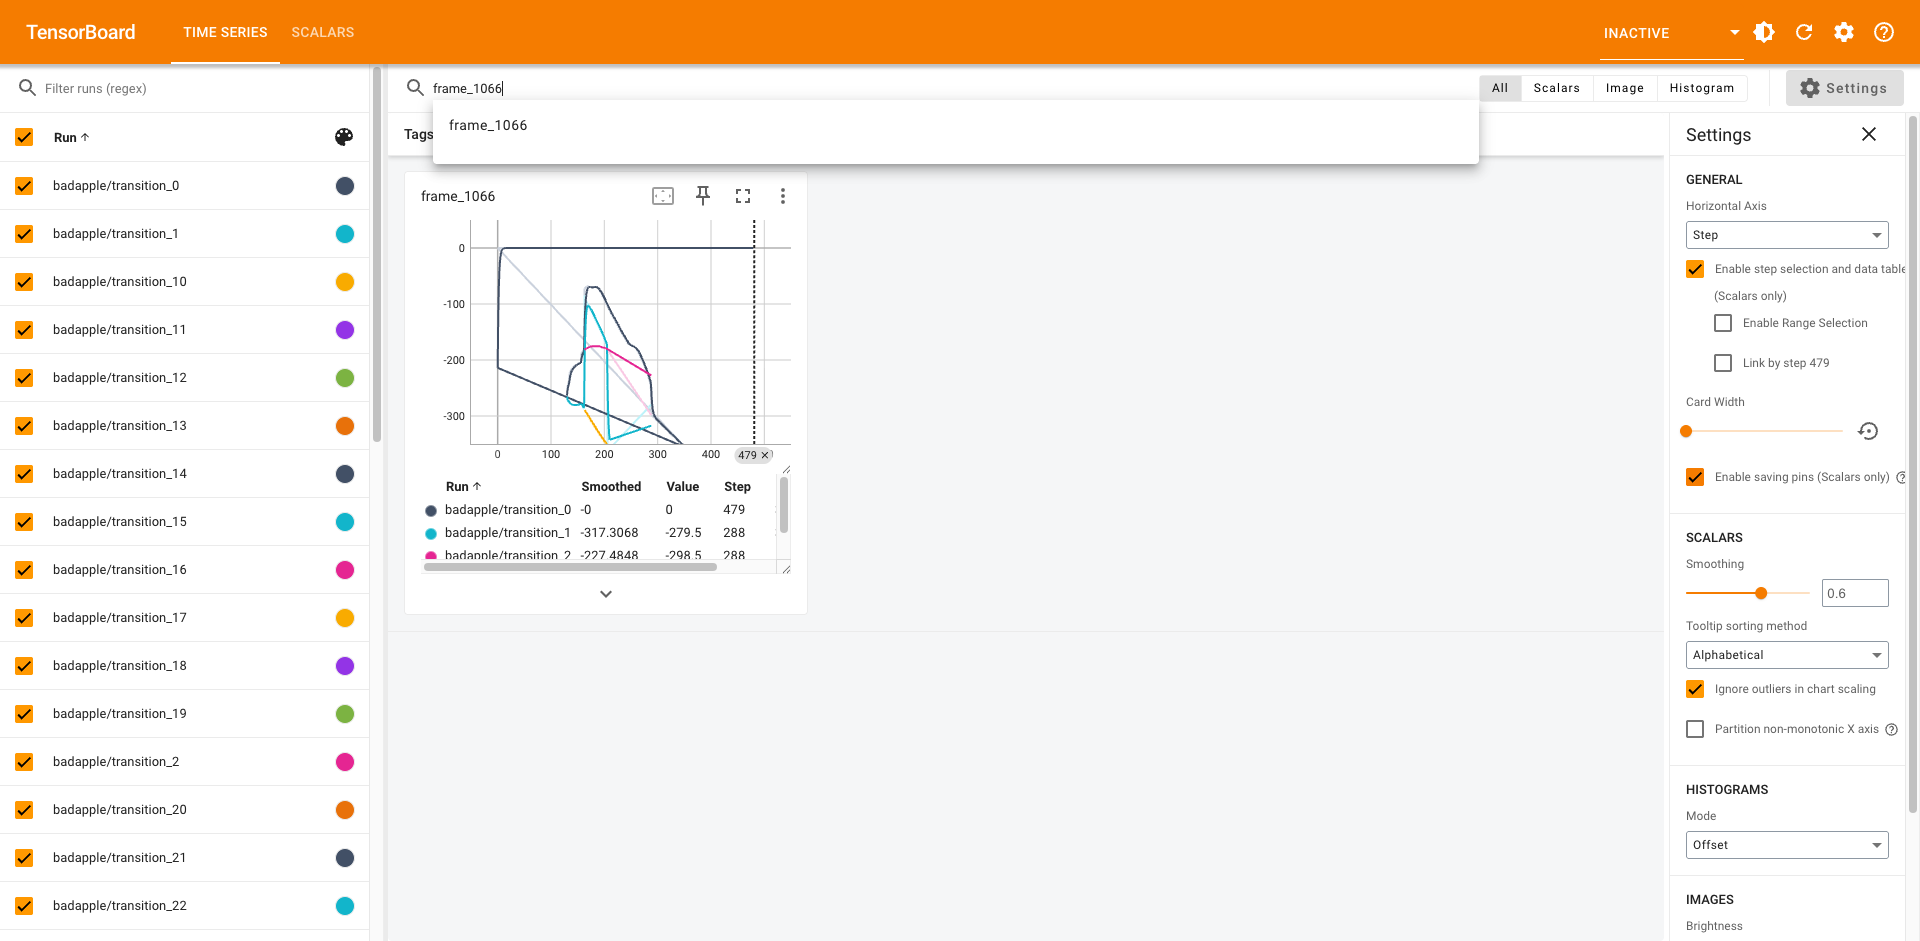 TensorBoard
TIME SERIES
SCALARS
INACTIVE
Filter runs (regex)
frame_1066
All
Scalars
Image
Histogram
Settings
frame_1066
Run
Tags
Settings
badapple/transition_0
badapple/transition_1
badapple/transition_10
badapple/transition_11
badapple/transition_12
badapple/transition_13
badapple/transition_14
badapple/transition_15
badapple/transition_16
badapple/transition_17
badapple/transition_18
badapple/transition_19
badapple/transition_2
badapple/transition_20
badapple/transition_21
badapple/transition_22
frame_1066
0
-100
-200
-300
0 100 200 300 400 479
Run Smoothed Value Step
badapple/transition_0 -0 0 479
badapple/transition_1 -317.3068 -279.5 288
badapple/transition_2 -227.4848 -298.5 288
GENERAL
Horizontal Axis
Step
Enable step selection and data table
(Scalars only)
Enable Range Selection
Link by step 479
Card Width
Enable saving pins (Scalars only)
SCALARS
Smoothing
0.6
Tooltip sorting method
Alphabetical
Ignore outliers in chart scaling
Partition non-monotonic X axis
HISTOGRAMS
Mode
Offset
IMAGES
Brightness